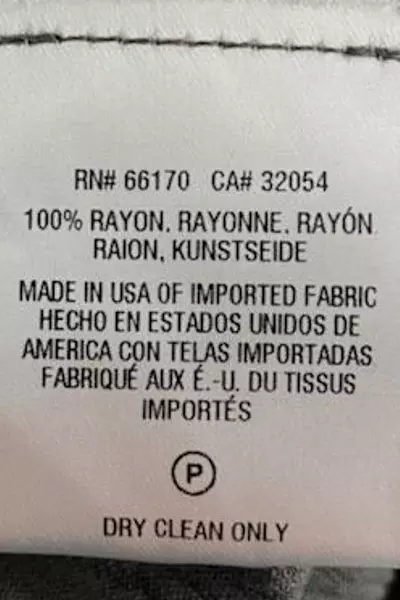 RN# 66170 CA# 32054
100% RAYON, RAYONNE, RAYÓN
RAION, KUNSTSEIDE
MADE IN USA OF IMPORTED FABRIC
HECHO EN ESTADOS UNIDOS DE
AMERICA CON TELAS IMPORTADAS
FABRIQUÉ AUX É.-U. DU TISSUS
IMPORTÉS
P
DRY CLEAN ONLY